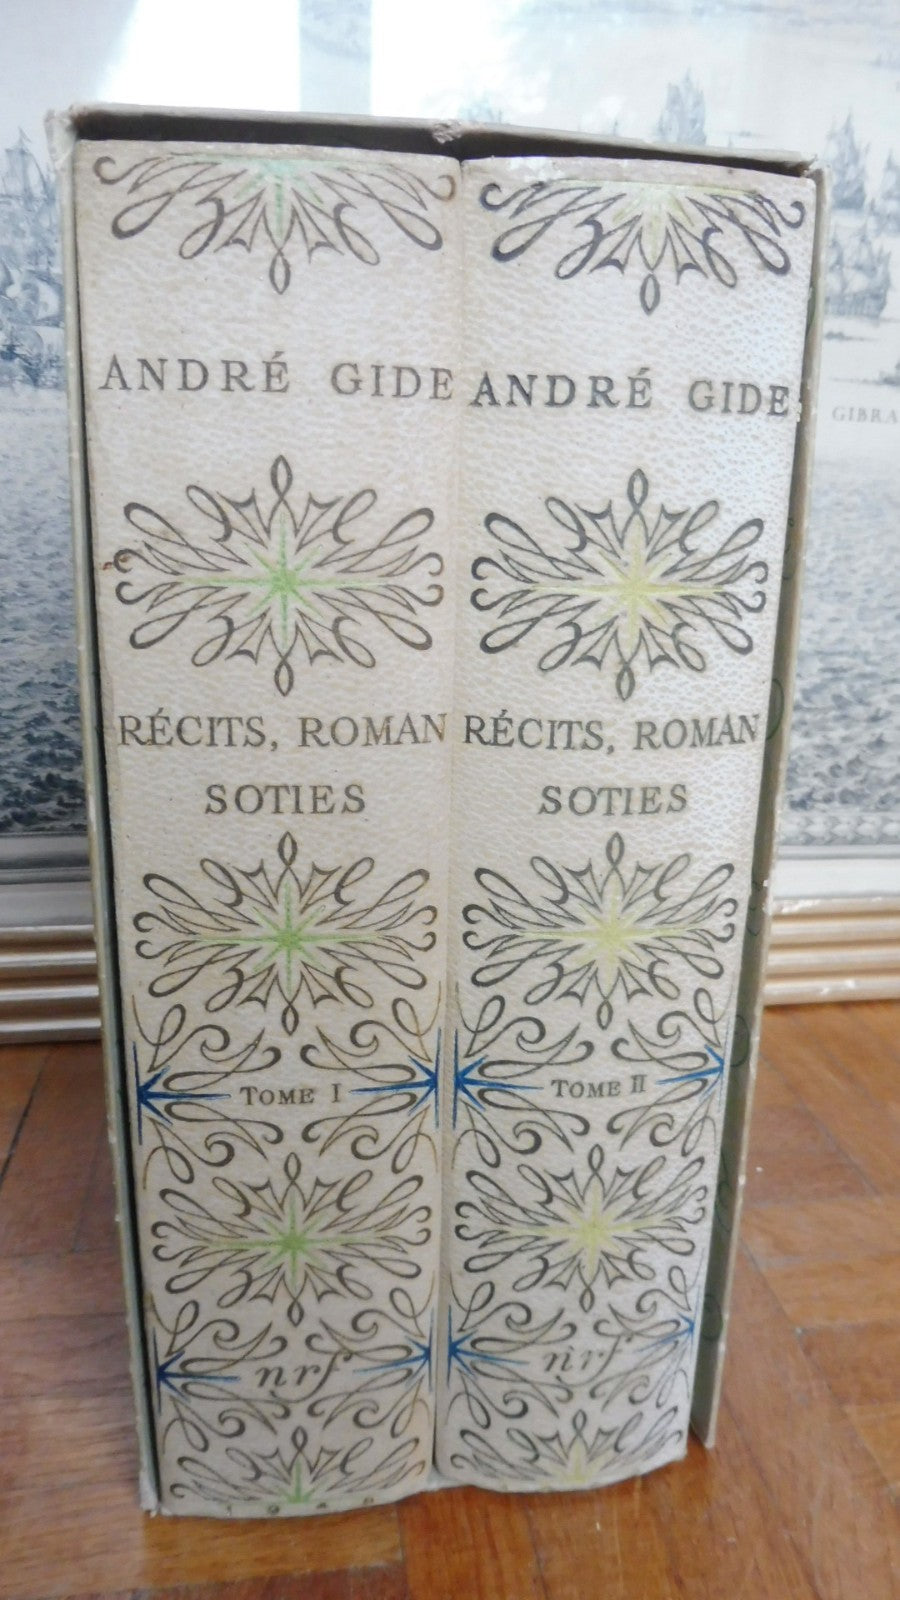 ANDRÉ GIDE
RÉCITS, ROMAN
SOTIES
TOME I
nrf
ANDRÉ GIDE
RÉCITS, ROMAN
SOTIES
TOME II
nrf